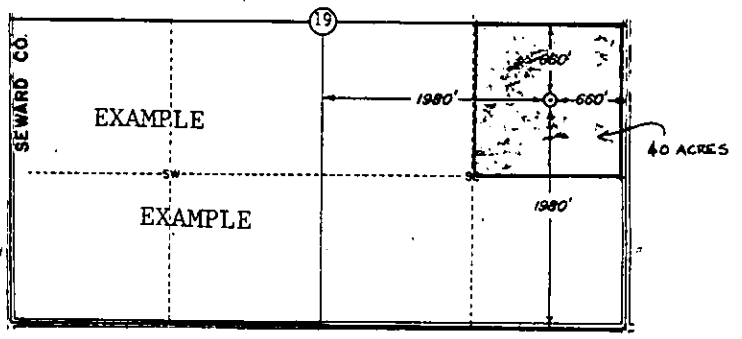 19
SEWARD CO.
660'
1980'
660'
EXAMPLE
40 ACRES
SW
SE
1980'
EXAMPLE